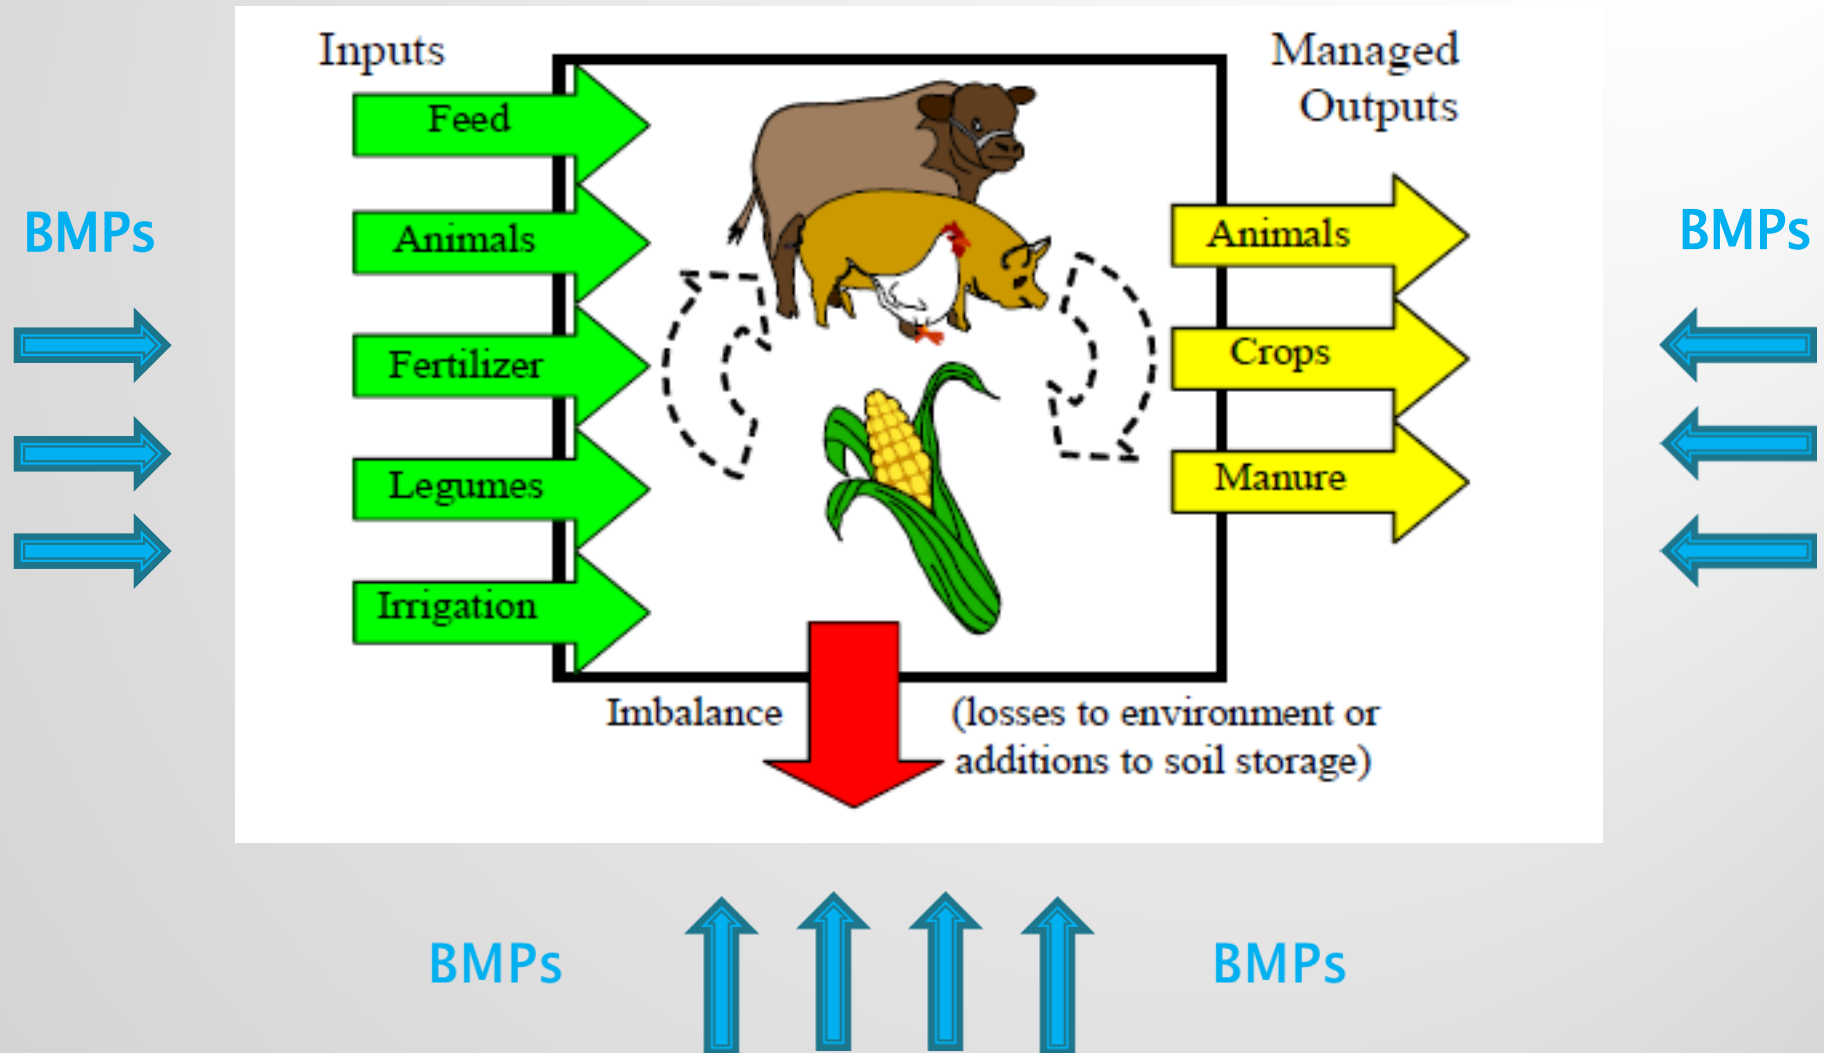 Inputs
Managed
Outputs
Feed
Animals
Fertilizer
Legumes
Irrigation
Animals
Crops
Manure
BMPs
BMPs
Imbalance
(losses to environment or
additions to soil storage)
BMPs
BMPs